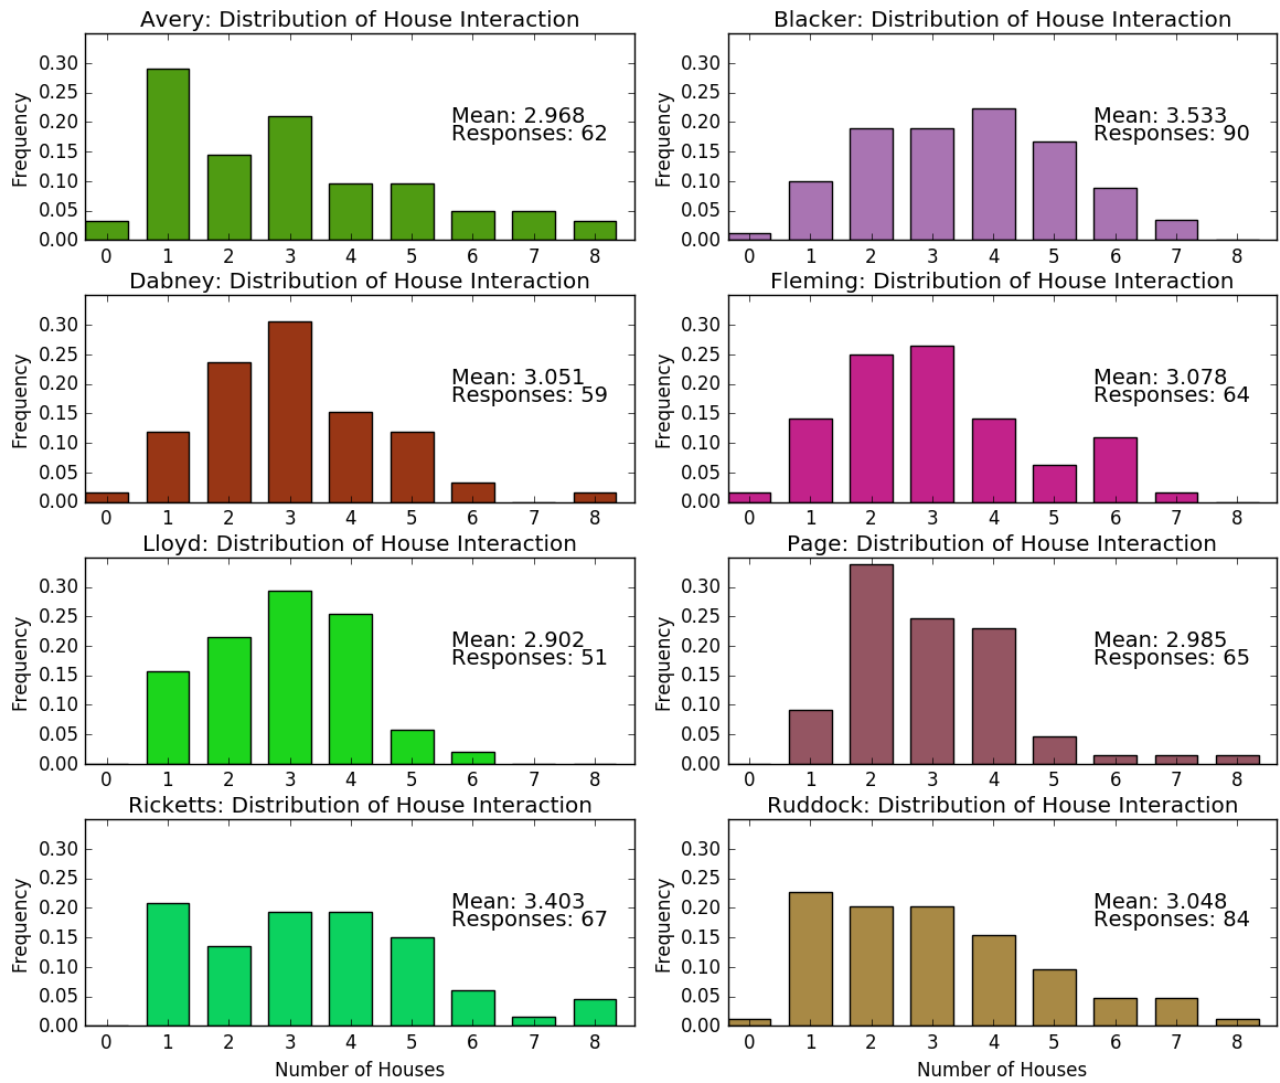 Avery: Distribution of House Interaction
Frequency
0.30
0.25
0.20
0.15
0.10
0.05
0.00
Mean: 2.968
Responses: 62
0 1 2 3 4 5 6 7 8
Blacker: Distribution of House Interaction
Frequency
0.30
0.25
0.20
0.15
0.10
0.05
0.00
Mean: 3.533
Responses: 90
0 1 2 3 4 5 6 7 8
Dabney: Distribution of House Interaction
Frequency
0.30
0.25
0.20
0.15
0.10
0.05
0.00
Mean: 3.051
Responses: 59
0 1 2 3 4 5 6 7 8
Fleming: Distribution of House Interaction
Frequency
0.30
0.25
0.20
0.15
0.10
0.05
0.00
Mean: 3.078
Responses: 64
0 1 2 3 4 5 6 7 8
Lloyd: Distribution of House Interaction
Frequency
0.30
0.25
0.20
0.15
0.10
0.05
0.00
Mean: 2.902
Responses: 51
0 1 2 3 4 5 6 7 8
Page: Distribution of House Interaction
Frequency
0.30
0.25
0.20
0.15
0.10
0.05
0.00
Mean: 2.985
Responses: 65
0 1 2 3 4 5 6 7 8
Ricketts: Distribution of House Interaction
Frequency
0.30
0.25
0.20
0.15
0.10
0.05
0.00
Mean: 3.403
Responses: 67
0 1 2 3 4 5 6 7 8
Number of Houses
Ruddock: Distribution of House Interaction
Frequency
0.30
0.25
0.20
0.15
0.10
0.05
0.00
Mean: 3.048
Responses: 84
0 1 2 3 4 5 6 7 8
Number of Houses